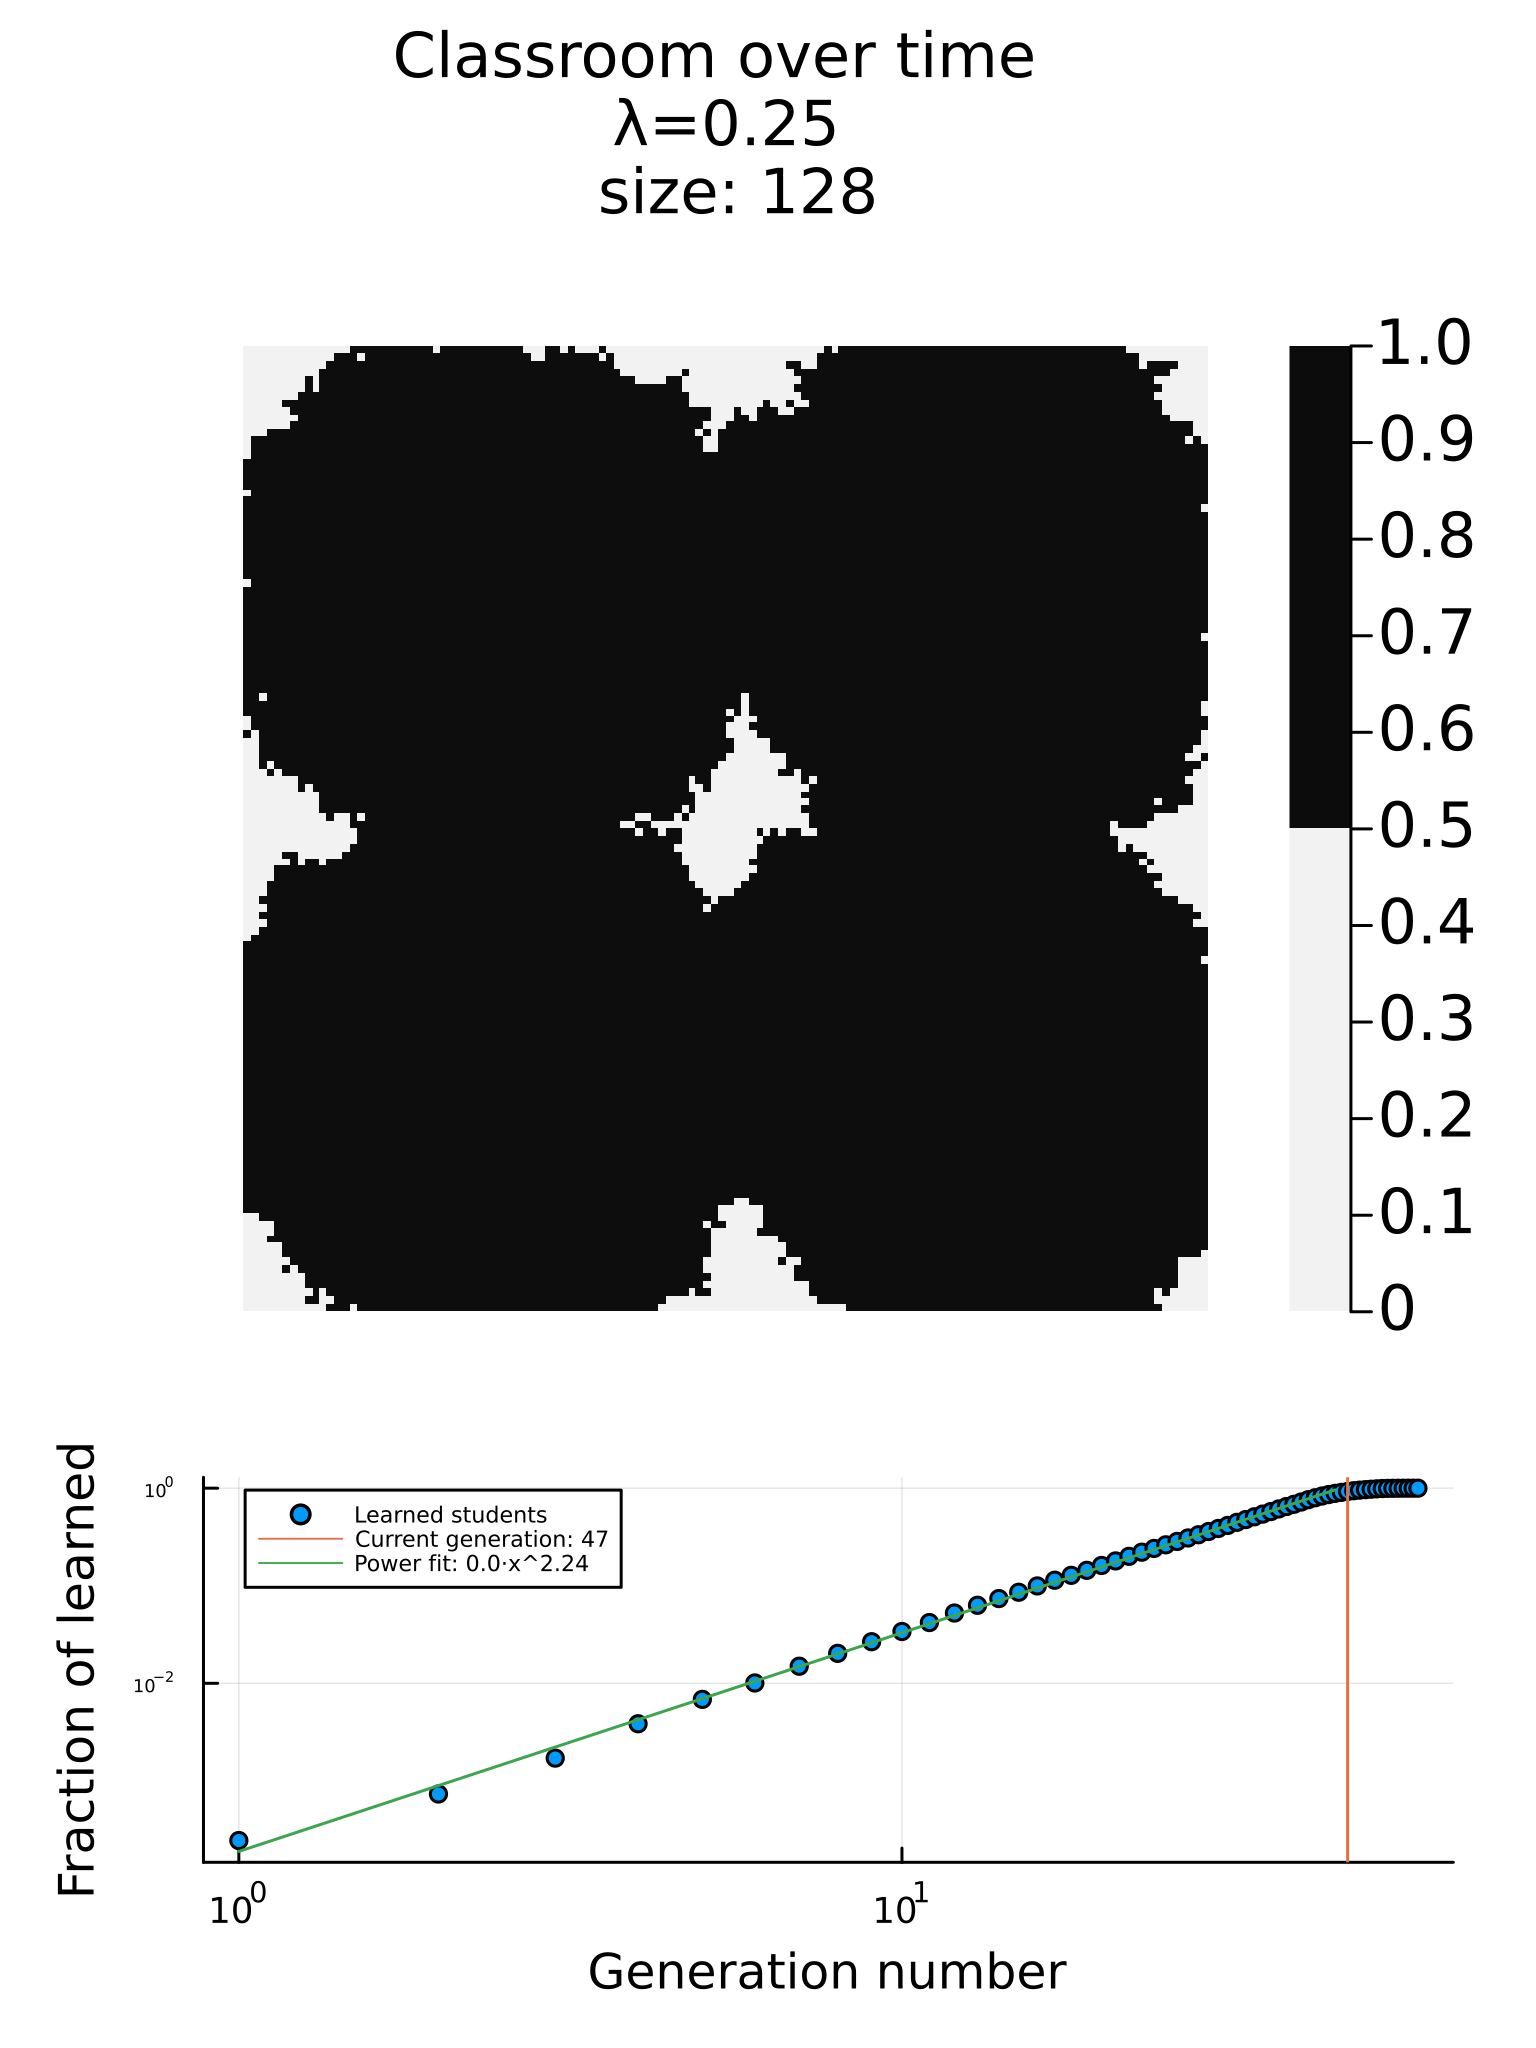 Classroom over time
λ=0.25
size: 128
1.0
0.9
0.8
0.7
0.6
0.5
0.4
0.3
0.2
0.1
0
Fraction of learned
10⁰
10⁻²
Learned students
Current generation: 47
Power fit: 0.0·x^2.24
10⁰
10¹
Generation number